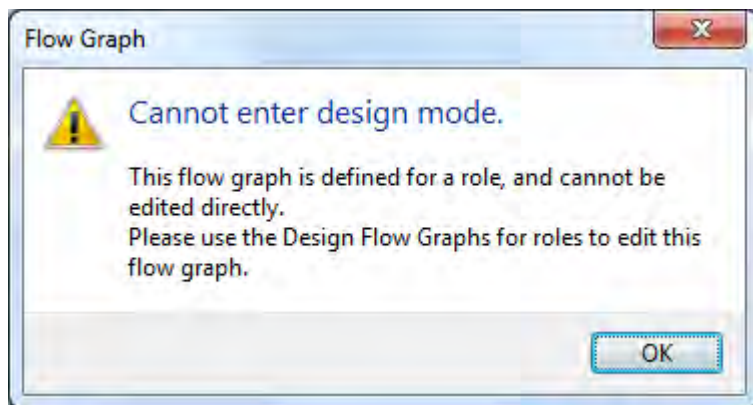 Flow Graph
Cannot enter design mode.
This flow graph is defined for a role, and cannot be
edited directly.
Please use the Design Flow Graphs for roles to edit this
flow graph.
OK